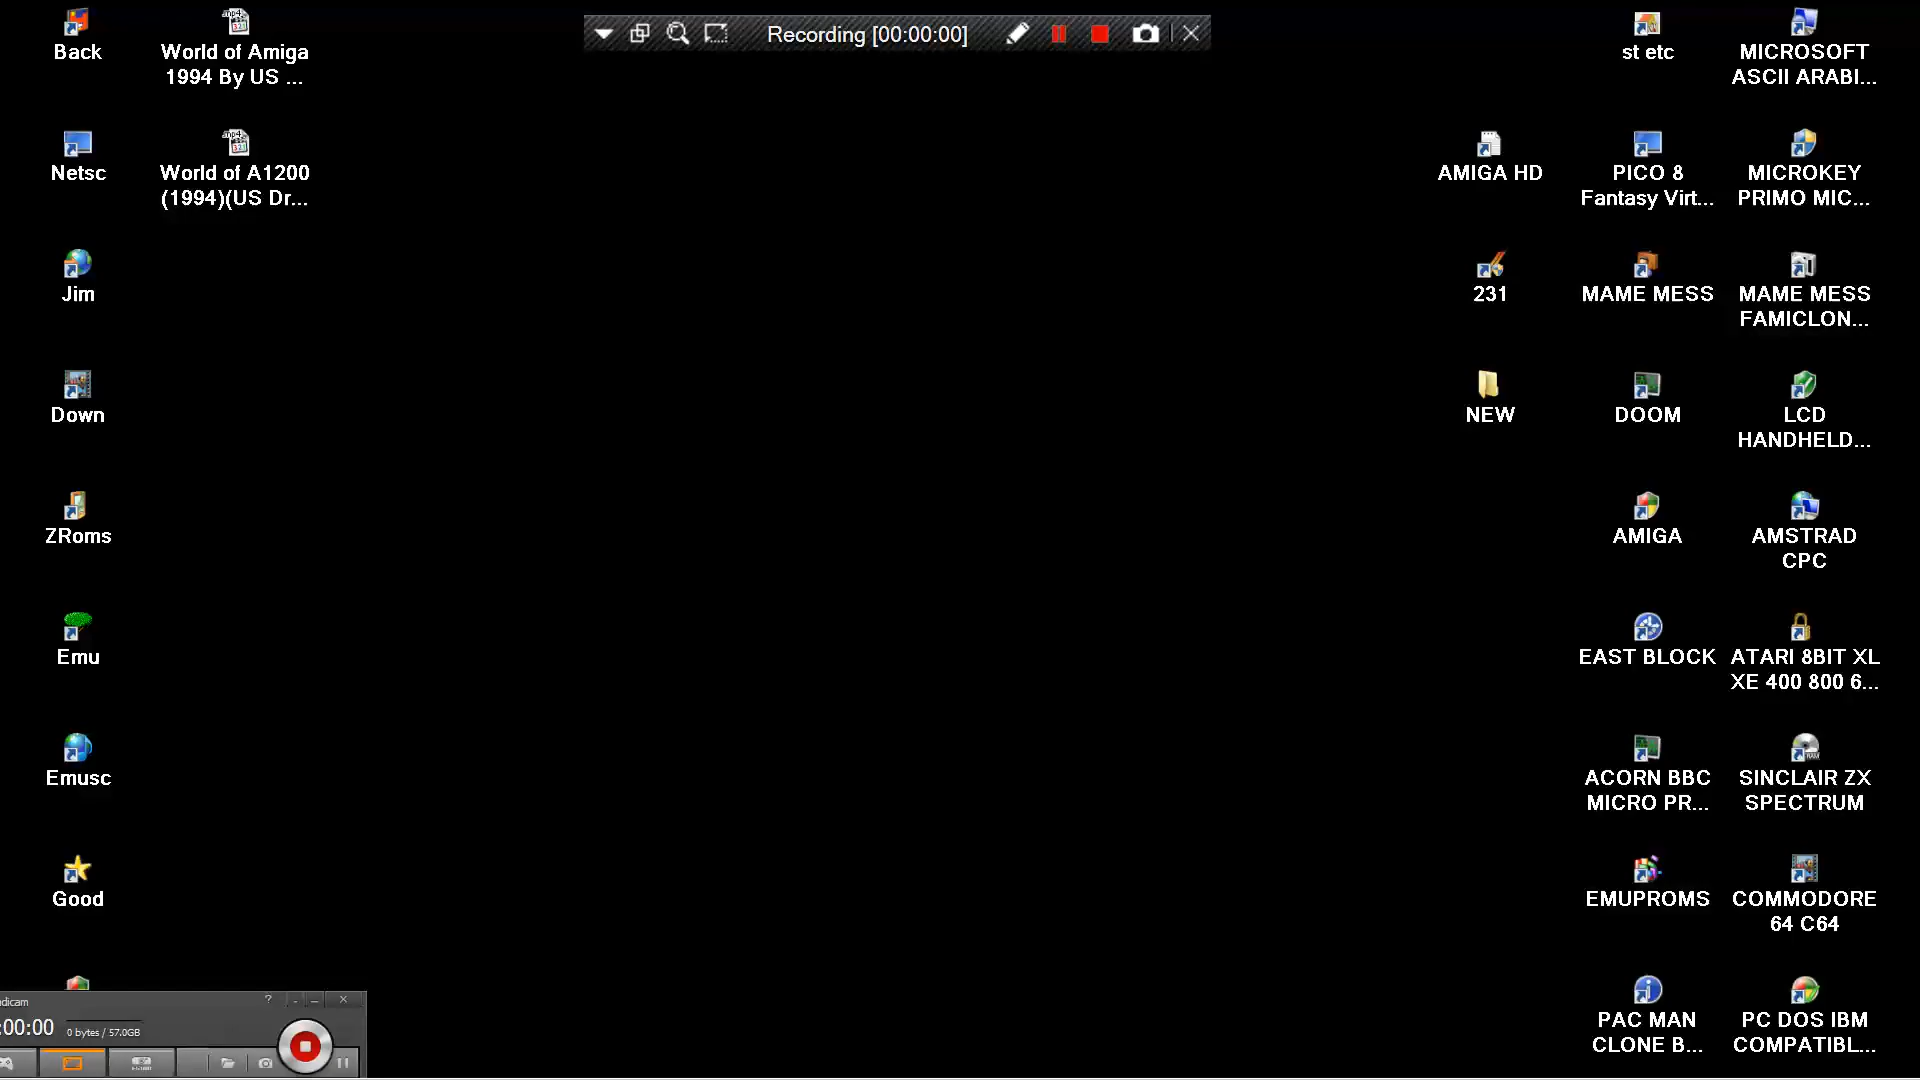 Recording [00:00:00]
Back
World of Amiga
1994 By US ...
st etc
MICROSOFT
ASCII ARABI...
Netsc
World of A1200
(1994)(US Dr...
AMIGA HD
PICO 8
Fantasy Virt...
MICROKEY
PRIMO MIC...
Jim
231
MAME MESS
MAME MESS
FAMICLON...
Down
NEW
DOOM
LCD
HANDHELD...
ZRoms
AMIGA
AMSTRAD
CPC
Emu
EAST BLOCK
ATARI 8BIT XL
XE 400 800 6...
Emusc
ACORN BBC
MICRO PR...
SINCLAIR ZX
SPECTRUM
Good
EMUPROMS
COMMODORE
64 C64
PAC MAN
CLONE B...
PC DOS IBM
COMPATIBL...
dicam
:00:00
0 bytes / 57.0GB